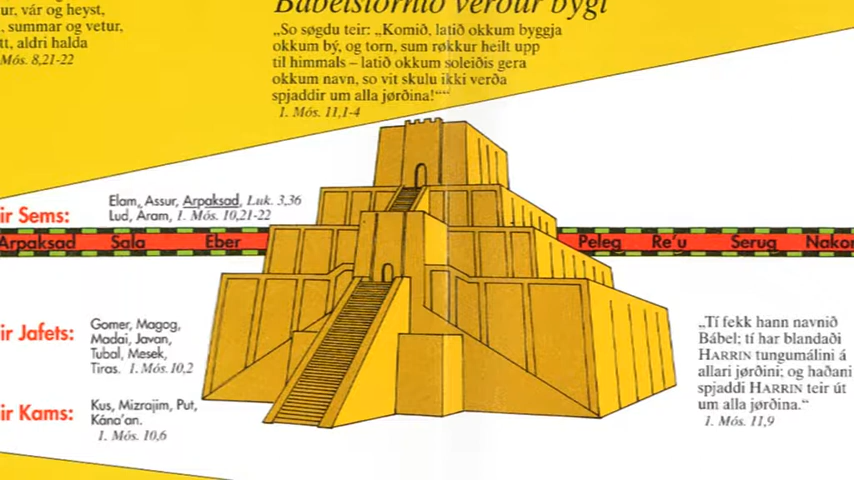 Bábelstornið verður bygt
ur, vár og heyst,
, summar og vetur,
tt, aldri halda
Mós. 8,21-22
„So søgdu teir: „Komið, latið okkum byggja
okkum bý, og torn, sum røkkur heilt upp
til himmals – latið okkum soleiðis gera
okkum navn, so vit skulu ikki verða
spjaddir um alla jørðina!““
1. Mós. 11,1-4
ir Sems:
Elam, Assur, Arpaksad, Luk. 3,36
Lud, Aram, 1. Mós. 10,21-22
Arpaksad Sala Eber Peleg Re'u Serug Nakor
ir Jafets:
Gomer, Magog,
Madai, Javan,
Tubal, Mesek,
Tiras. 1. Mós.10,2
ir Kams:
Kus, Mizrajim, Put,
Kána'an.
1. Mós. 10,6
„Tí fekk hann navnið
Bábel; tí har blandaði
HARRIN tungumálini á
allari jørðini; og haðani
spjaddi HARRIN teir út
um alla jørðina.“
1. Mós. 11,9